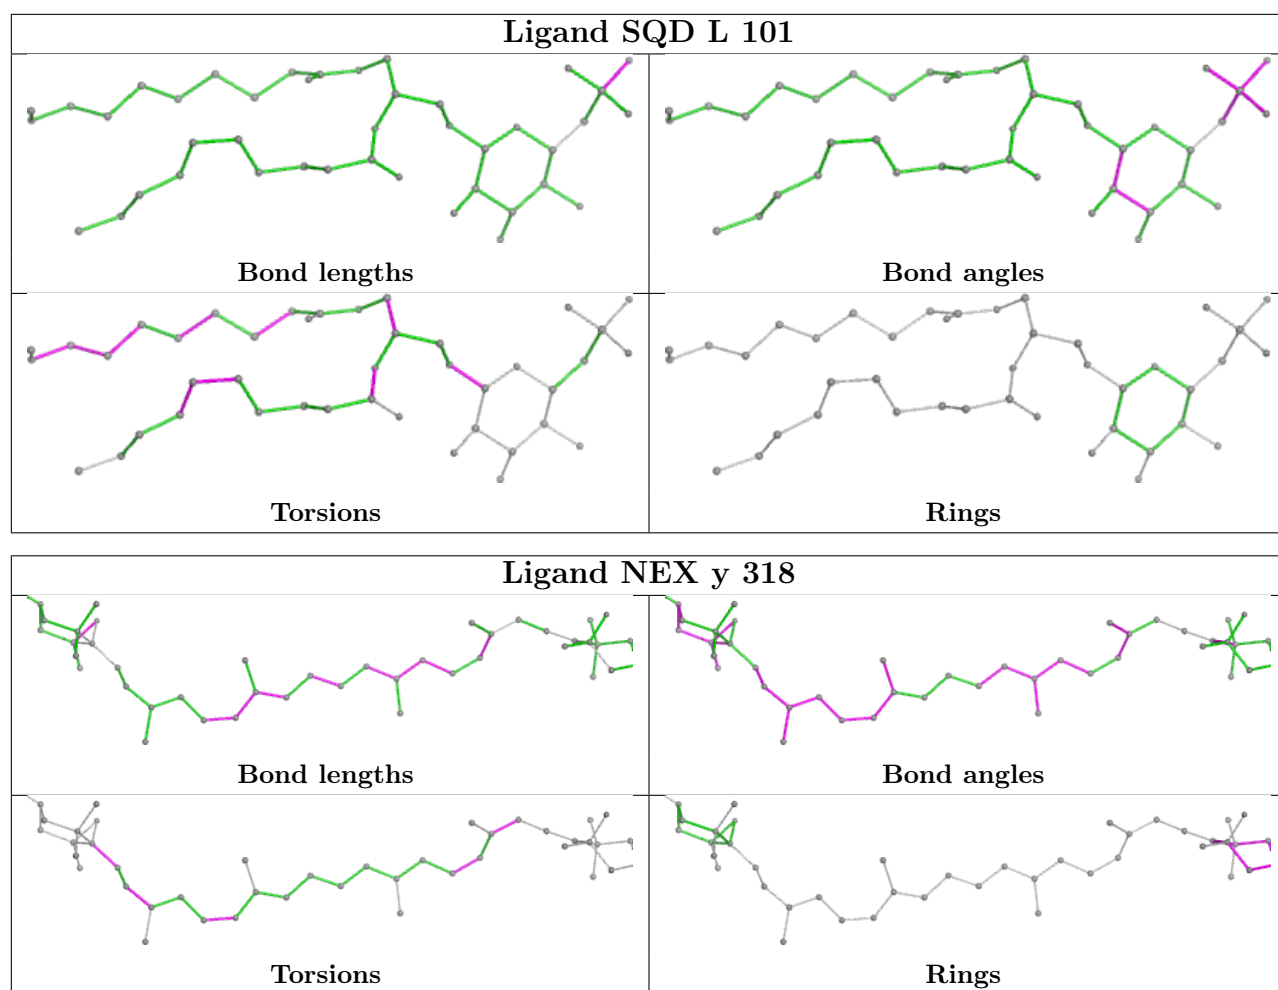 Ligand SQD L 101
Bond lengths
Bond angles
Torsions
Rings
Ligand NEX y 318
Bond lengths
Bond angles
Torsions
Rings